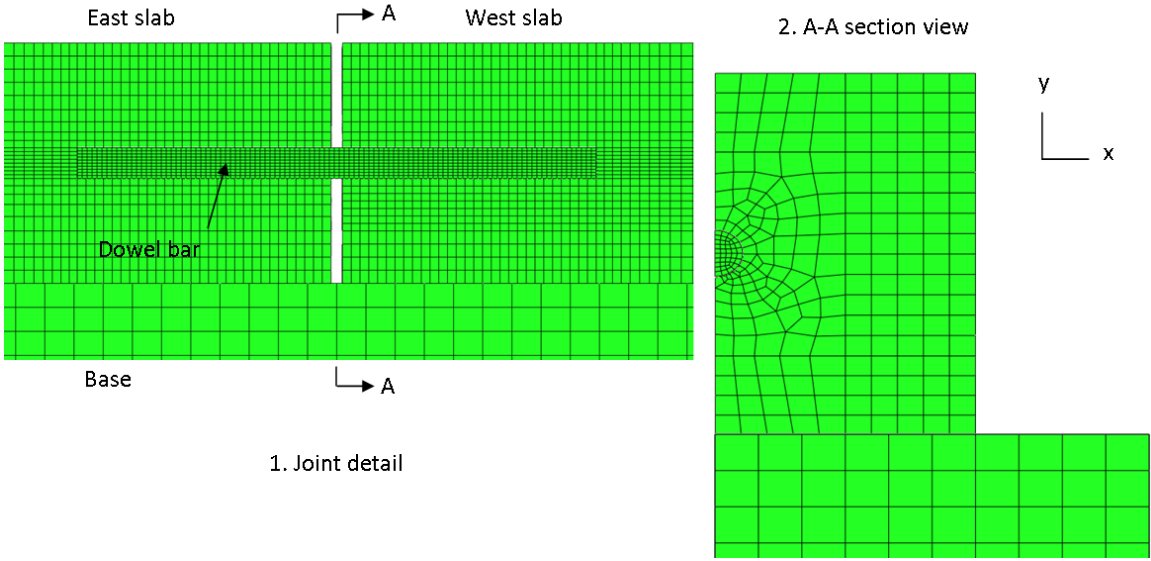 East slab
A
West slab
Dowel bar
Base
A
1. Joint detail
2. A-A section view
y
x